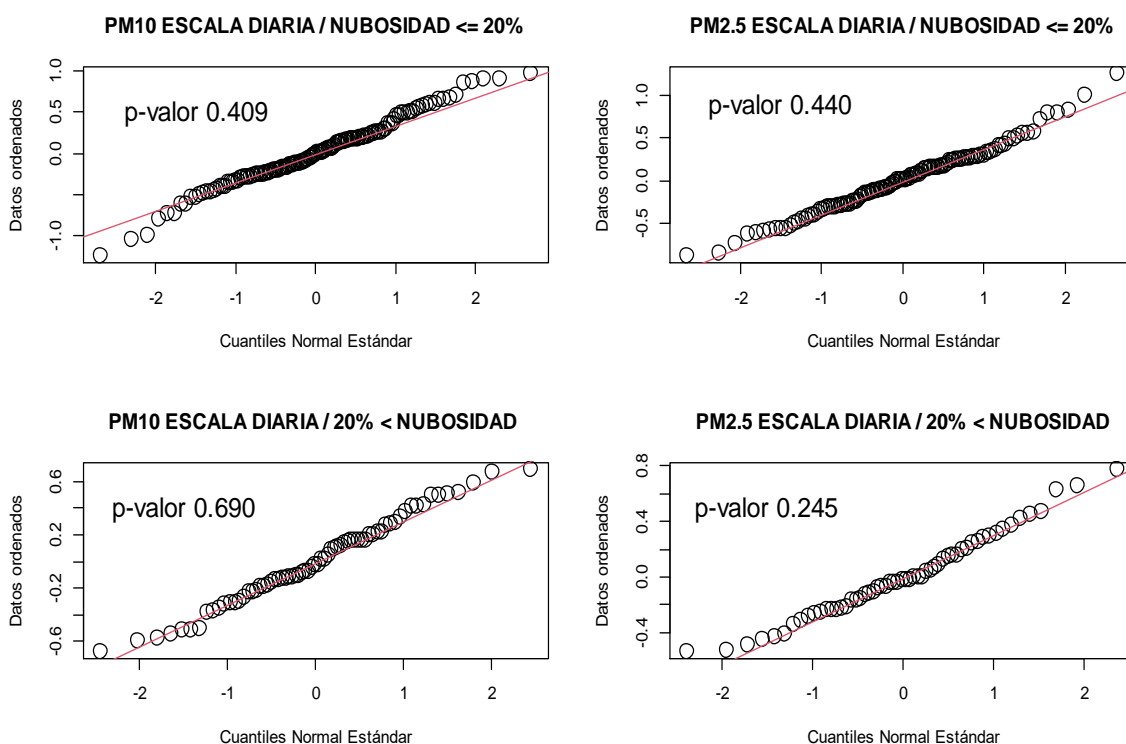 PM10 ESCALA DIARIA / NUBOSIDAD <= 20%
p-valor 0.409
Datos ordenados
1.0
0.5
0.0
-1.0
-2
-1
0
1
2
Cuantiles Normal Estándar
PM2.5 ESCALA DIARIA / NUBOSIDAD <= 20%
p-valor 0.440
Datos ordenados
1.0
0.5
0.0
-0.5
-2
-1
0
1
2
Cuantiles Normal Estándar
PM10 ESCALA DIARIA / 20% < NUBOSIDAD
p-valor 0.690
Datos ordenados
0.6
0.2
-0.2
-0.6
-2
-1
0
1
2
Cuantiles Normal Estándar
PM2.5 ESCALA DIARIA / 20% < NUBOSIDAD
p-valor 0.245
Datos ordenados
0.8
0.4
0.0
-0.4
-2
-1
0
1
2
Cuantiles Normal Estándar